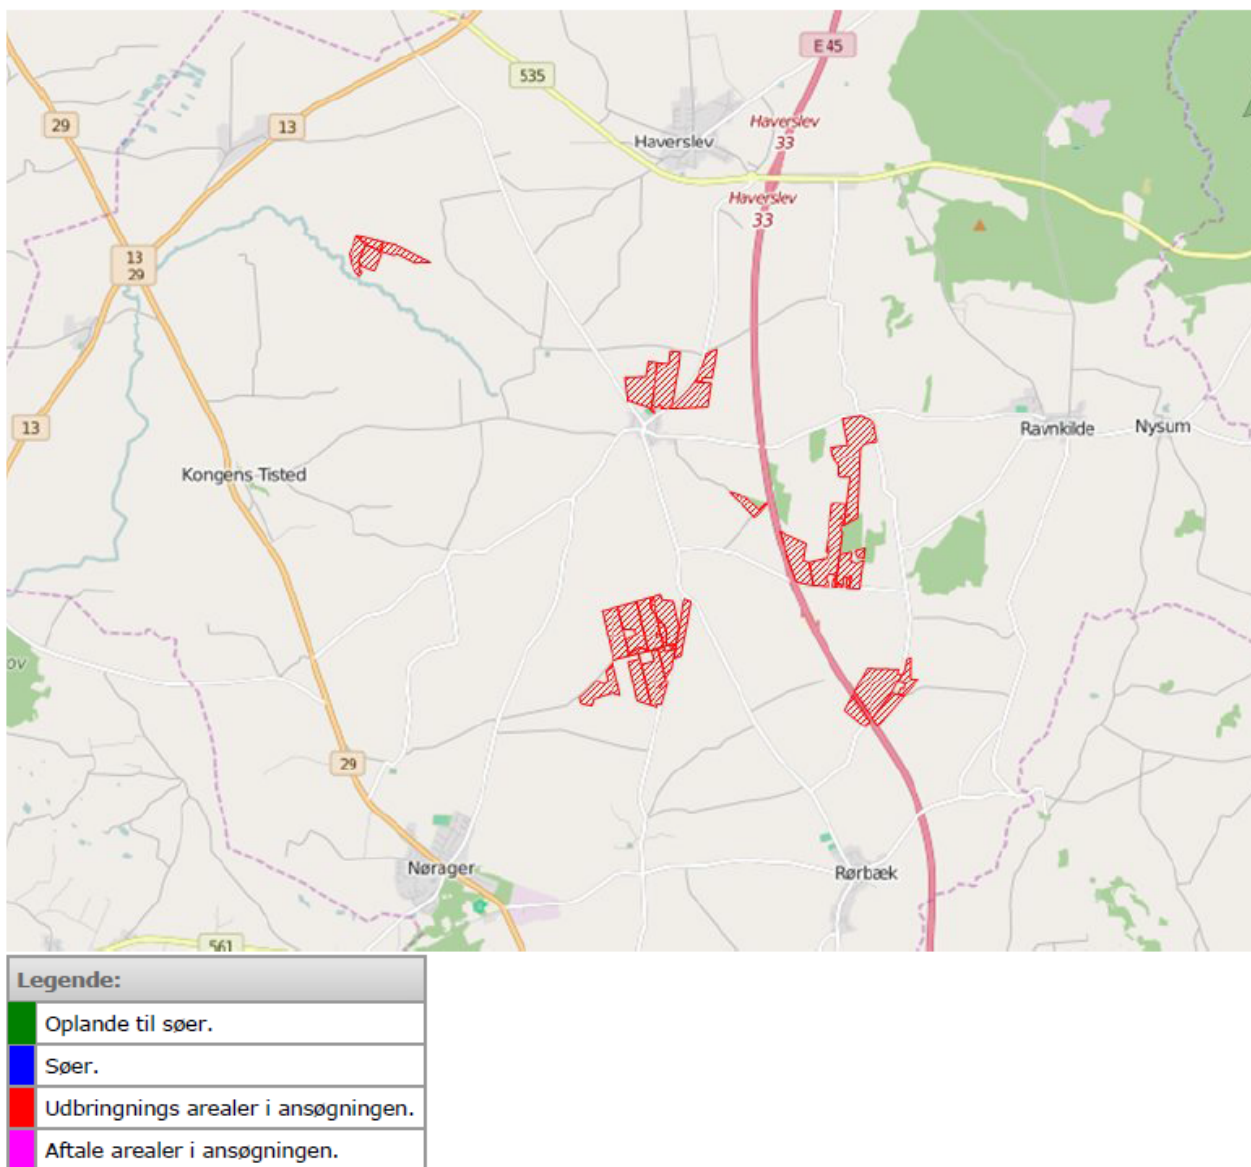 E 45
535
29
13
Haverslev
33
Haverslev
Haverslev
33
13
29
13
Ravnkilde
Nysum
Kongens Tisted
ov
29
Nørager
Rørbæk
561
Legende:
Oplande til søer.
Søer.
Udbringnings arealer i ansøgningen.
Aftale arealer i ansøgningen.